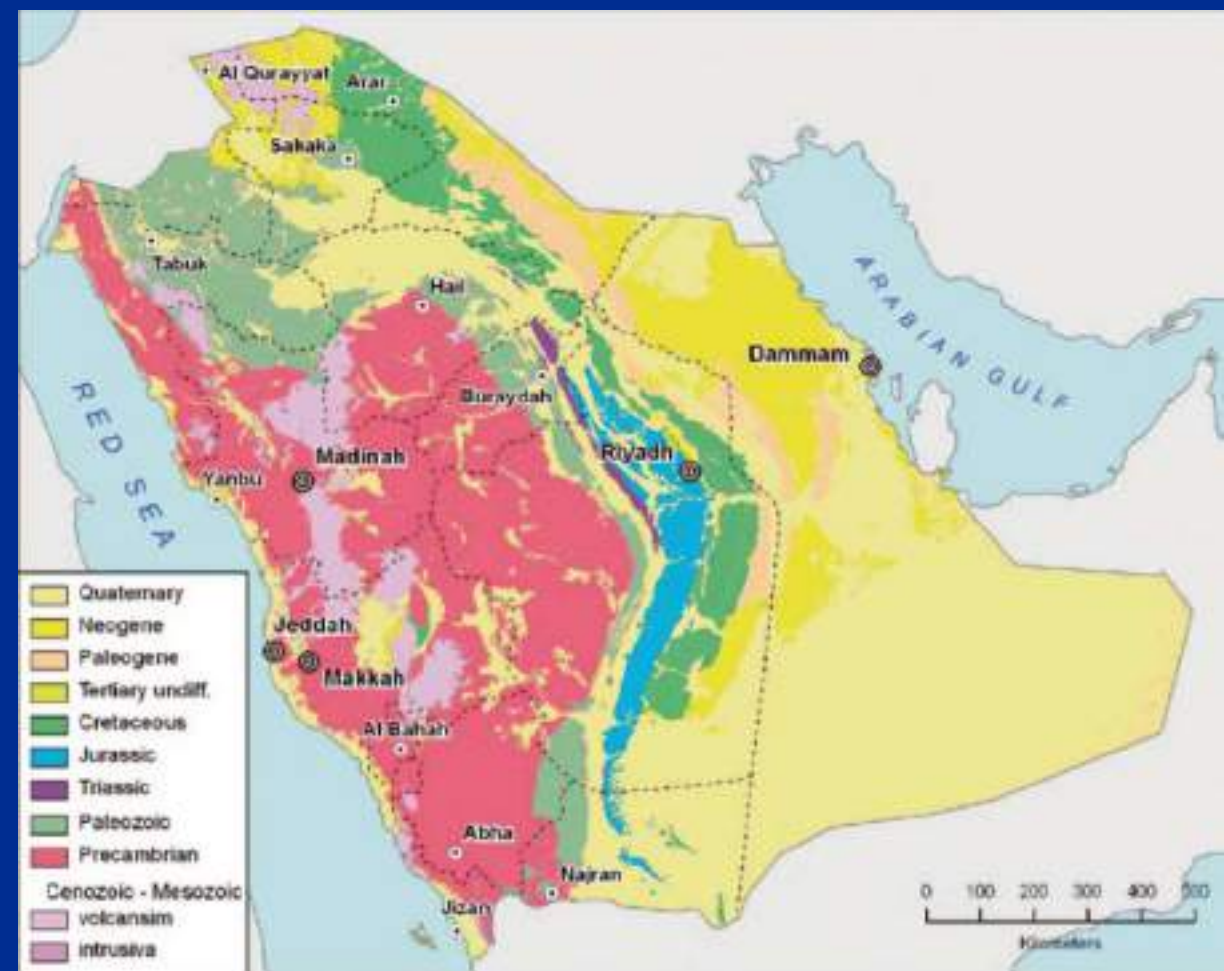 Al Qurayyat
Arar
Sakaka
Tabuk
Hail
Dammam
ARABIAN GULF
Buraydah
Riyadh
RED SEA
Madinah
Yanbu
Jeddah
Makkah
Al Bahah
Abha
Najran
Jizan
Quaternary
Neogene
Paleogene
Tertiary undiff.
Cretaceous
Jurassic
Triassic
Paleozoic
Precambrian
Cenozoic - Mesozoic
volcansim
intrusiva
0 100 200 300 400 500
Kilometers